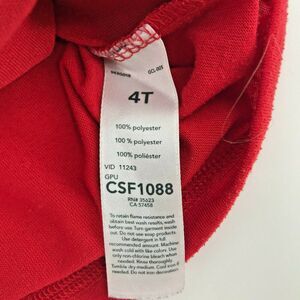 4T
100% polyester
100 % polyester
100% poliéster
VID 11243
GPU
CSF1088
RN# 35623
CA 57458
To retain flame resistance and
obtain best wash results, wash
before use. Turn garment inside
out. Do not use soap products.
Use detergent in full
recommended amount. Machine
wash cold with like colors. Use
only non-chlorine bleach when
needed. Rinse thoroughly.
Tumble dry medium. Cool iron, if
needed. Do not iron decoration.